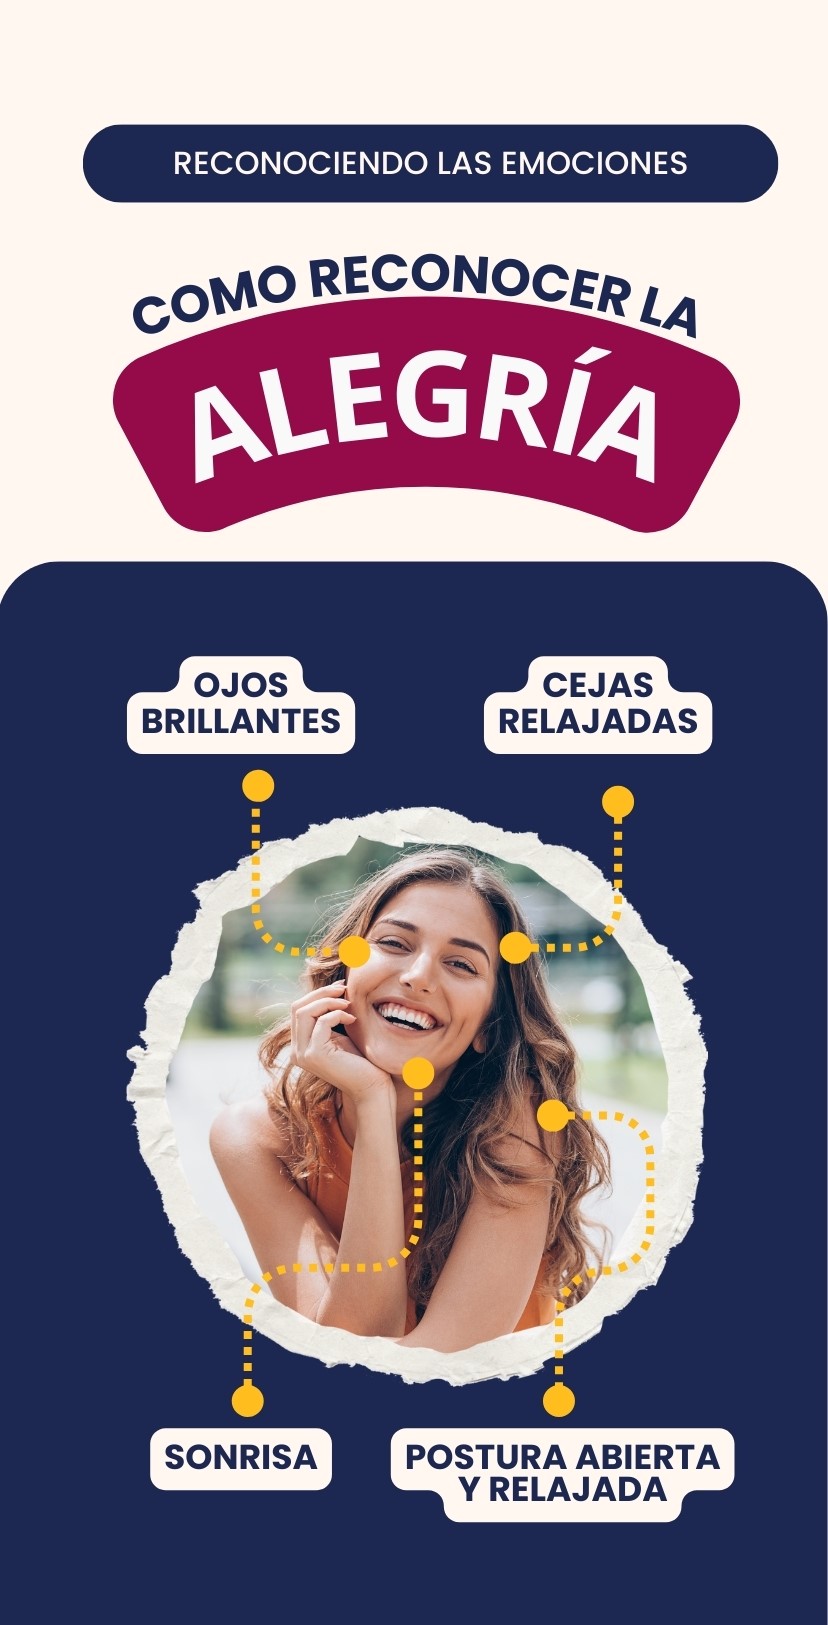 RECONOCIENDO LAS EMOCIONES
COMO RECONOCER LA
ALEGRÍA
OJOS
BRILLANTES
CEJAS
RELAJADAS
SONRISA
POSTURA ABIERTA
Y RELAJADA